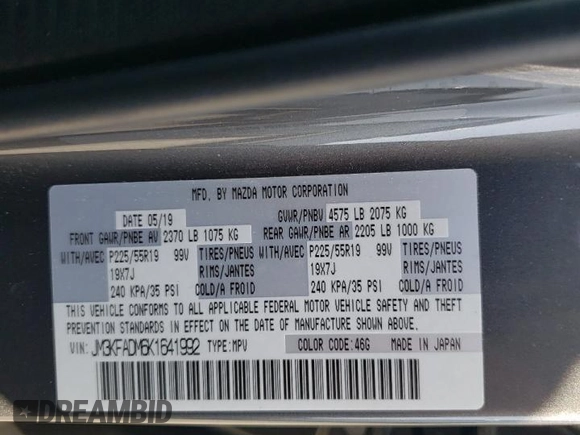 MFD. BY MAZDA MOTOR CORPORATION
DATE 05/19 GVWR/PNBV 4575 LB 2075 KG
FRONT GAWR/PNBE AV 2370 LB 1075 KG REAR GAWR/PNBE AR 2205 LB 1000 KG
WITH/AVEC P225/55R19 99V TIRES/PNEUS WITH/AVEC P225/55R19 99V TIRES/PNEUS
19X7J RIMS/JANTES 19X7J RIMS/JANTES
240 KPA/35 PSI COLD/A FROID 240 KPA/35 PSI COLD/A FROID
THIS VEHICLE CONFORMS TO ALL APPLICABLE FEDERAL MOTOR VEHICLE SAFETY AND THEFT
PREVENTION STANDARDS IN EFFECT ON THE DATE OF MANUFACTURE SHOWN ABOVE.
VIN: JM3KFADM6K1641992 TYPE: MPV COLOR CODE: 46G MADE IN JAPAN
DREAMBID